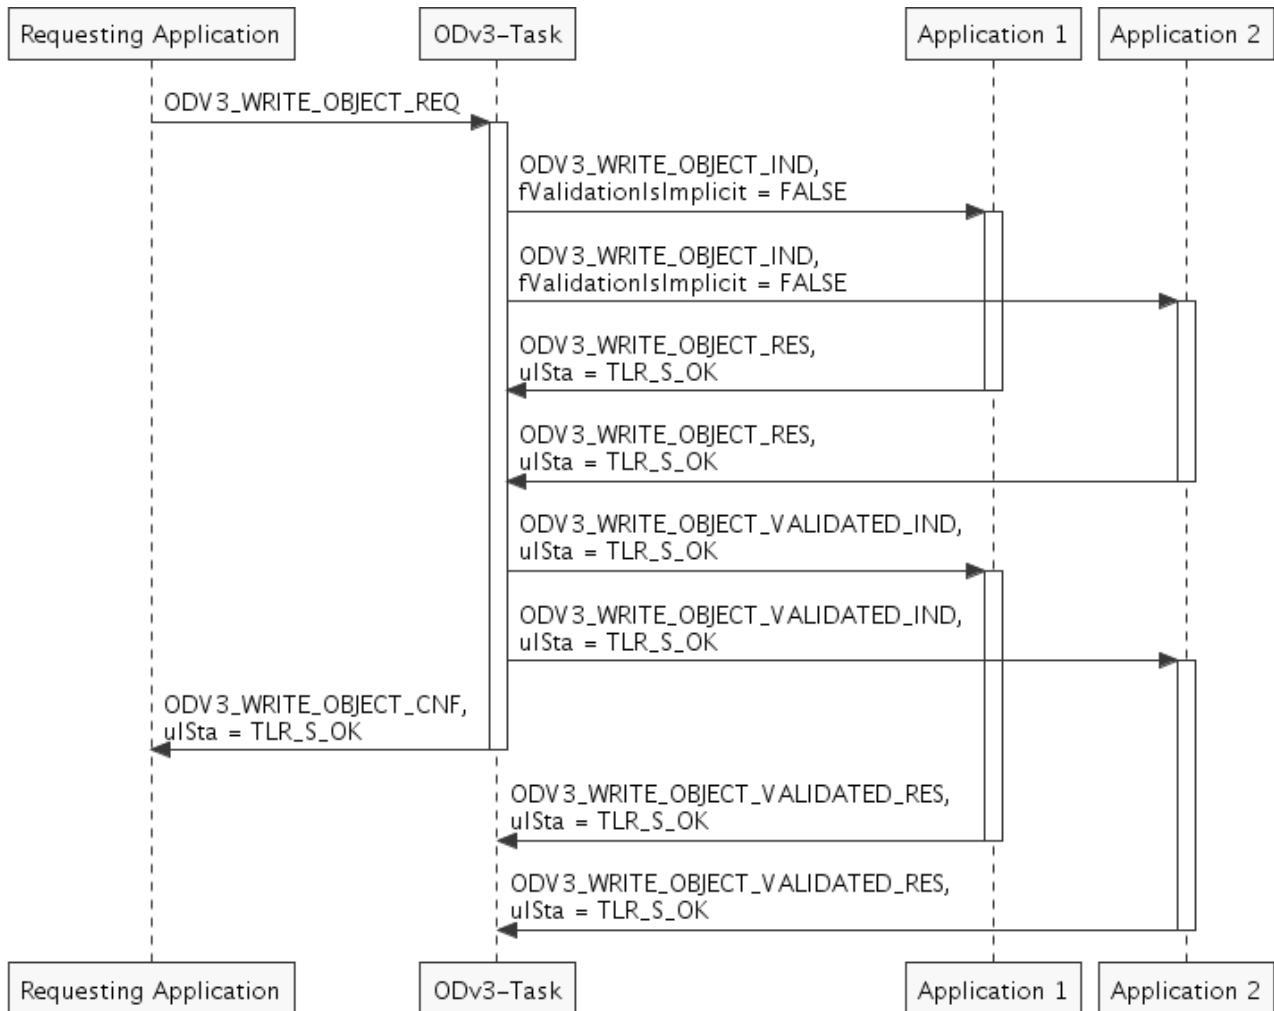 Requesting Application
ODv3-Task
Application 1
Application 2
ODV3_WRITE_OBJECT_REQ
ODV3_WRITE_OBJECT_IND,
fValidationIsImplicit = FALSE
ODV3_WRITE_OBJECT_IND,
fValidationIsImplicit = FALSE
ODV3_WRITE_OBJECT_RES,
ulSta = TLR_S_OK
ODV3_WRITE_OBJECT_RES,
ulSta = TLR_S_OK
ODV3_WRITE_OBJECT_VALIDATED_IND,
ulSta = TLR_S_OK
ODV3_WRITE_OBJECT_VALIDATED_IND,
ulSta = TLR_S_OK
ODV3_WRITE_OBJECT_CNF,
ulSta = TLR_S_OK
ODV3_WRITE_OBJECT_VALIDATED_RES,
ulSta = TLR_S_OK
ODV3_WRITE_OBJECT_VALIDATED_RES,
ulSta = TLR_S_OK
Requesting Application
ODv3-Task
Application 1
Application 2